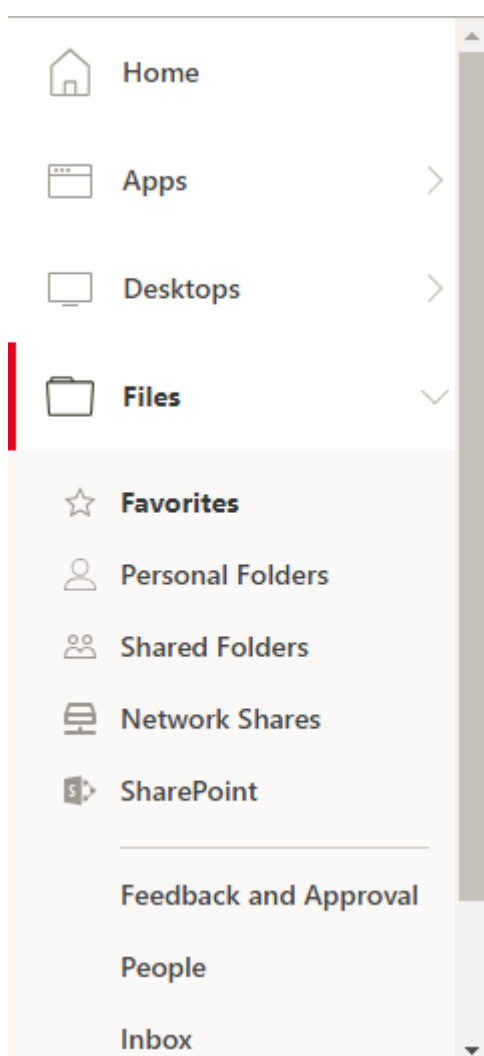 Home
Apps
Desktops
Files
Favorites
Personal Folders
Shared Folders
Network Shares
SharePoint
Feedback and Approval
People
Inbox